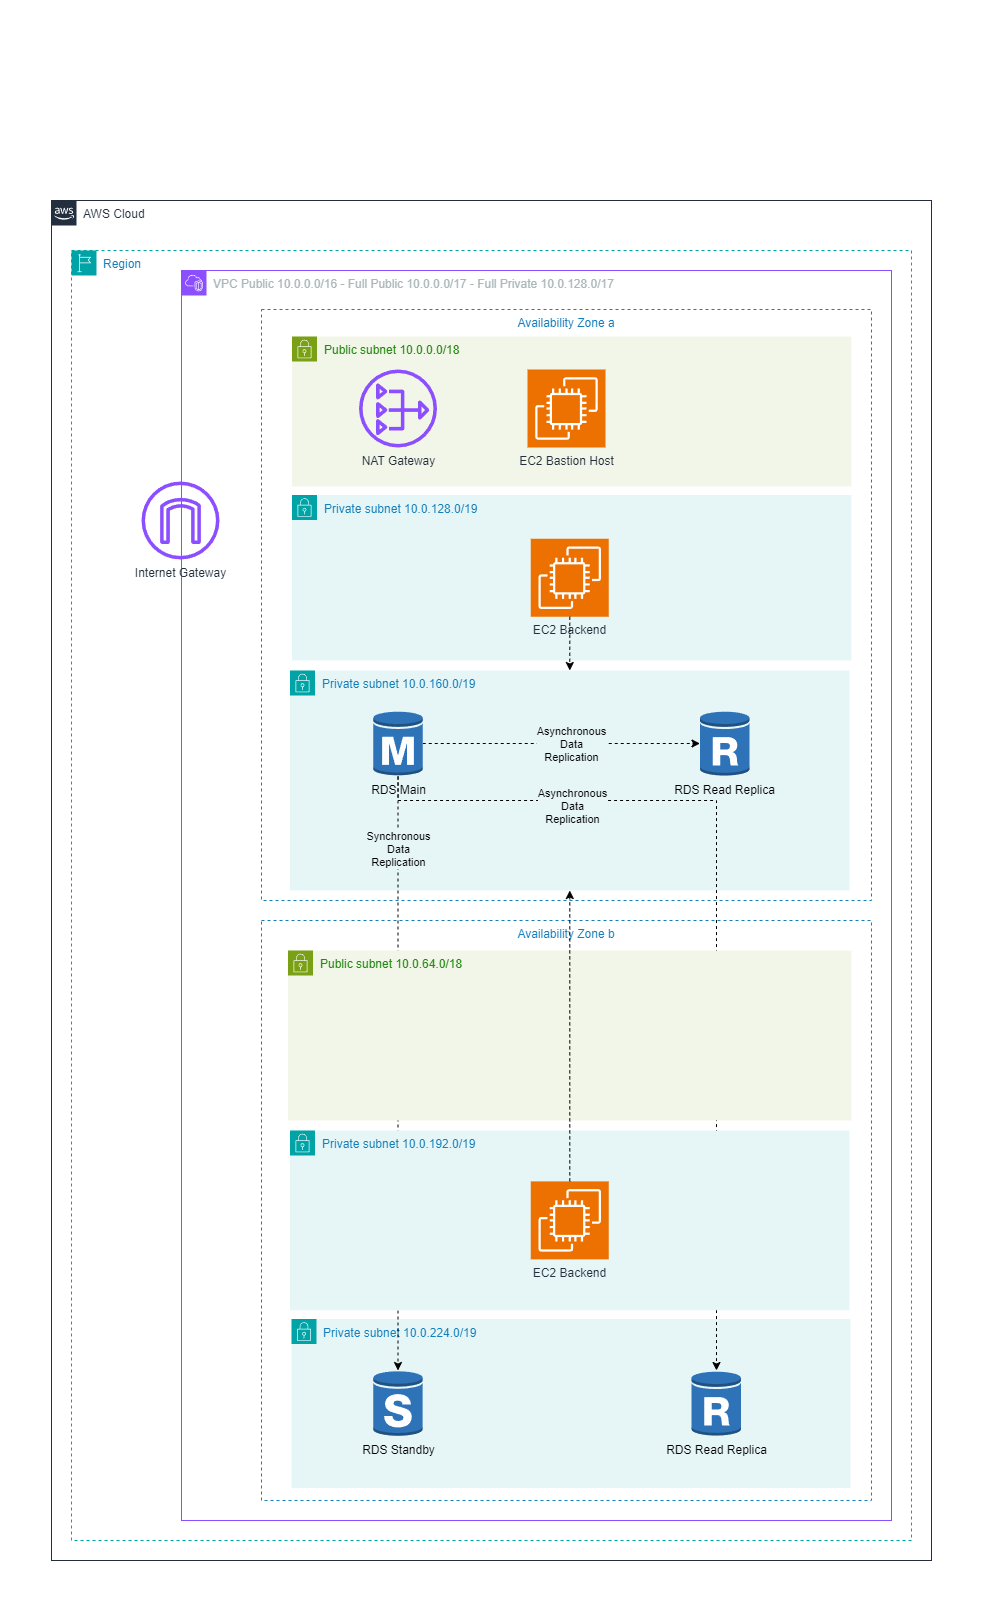 aws
AWS Cloud
Region
VPC Public 10.0.0.0/16 - Full Public 10.0.0.0/17 - Full Private 10.0.128.0/17
Availability Zone a
Public subnet 10.0.0.0/18
NAT Gateway
EC2 Bastion Host
Private subnet 10.0.128.0/19
Internet Gateway
EC2 Backend
Private subnet 10.0.160.0/19
M
Asynchronous
Data
Replication
R
RDS Main
RDS Read Replica
Asynchronous
Data
Replication
Synchronous
Data
Replication
Availability Zone b
Public subnet 10.0.64.0/18
Private subnet 10.0.192.0/19
EC2 Backend
Private subnet 10.0.224.0/19
S
R
RDS Standby
RDS Read Replica